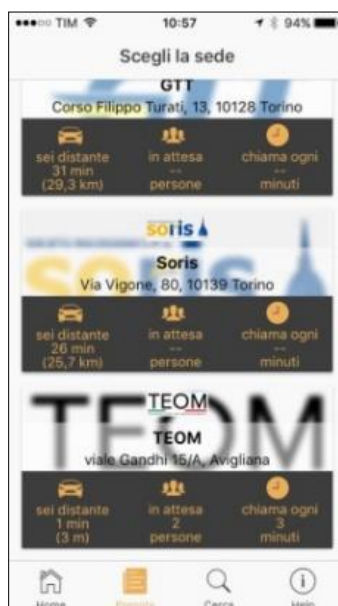 TIM 10:57 94%
Scegli la sede
GTT
Corso Filippo Turati, 13, 10128 Torino
sei distante in attesa chiama ogni
31 min -- --
(29,3 km) persone minuti
soris
Soris
Via Vigone, 80, 10139 Torino
sei distante in attesa chiama ogni
26 min -- --
(25,7 km) persone minuti
TEOM
TEOM
viale Gandhi 15/A, Avigliana
sei distante in attesa chiama ogni
1 min 2 3
(3 m) persone minuti
Home Prenota Cerca Help